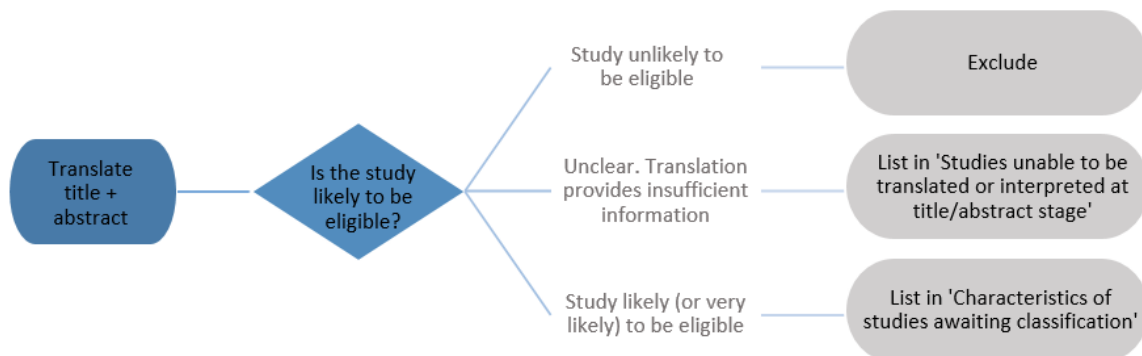 Translate
title +
abstract
Is the study
likely to be
eligible?
Study unlikely to
be eligible
Exclude
Unclear. Translation
provides insufficient
information
List in 'Studies unable to be
translated or interpreted at
title/abstract stage'
Study likely (or very
likely) to be eligible
List in 'Characteristics of
studies awaiting classification'